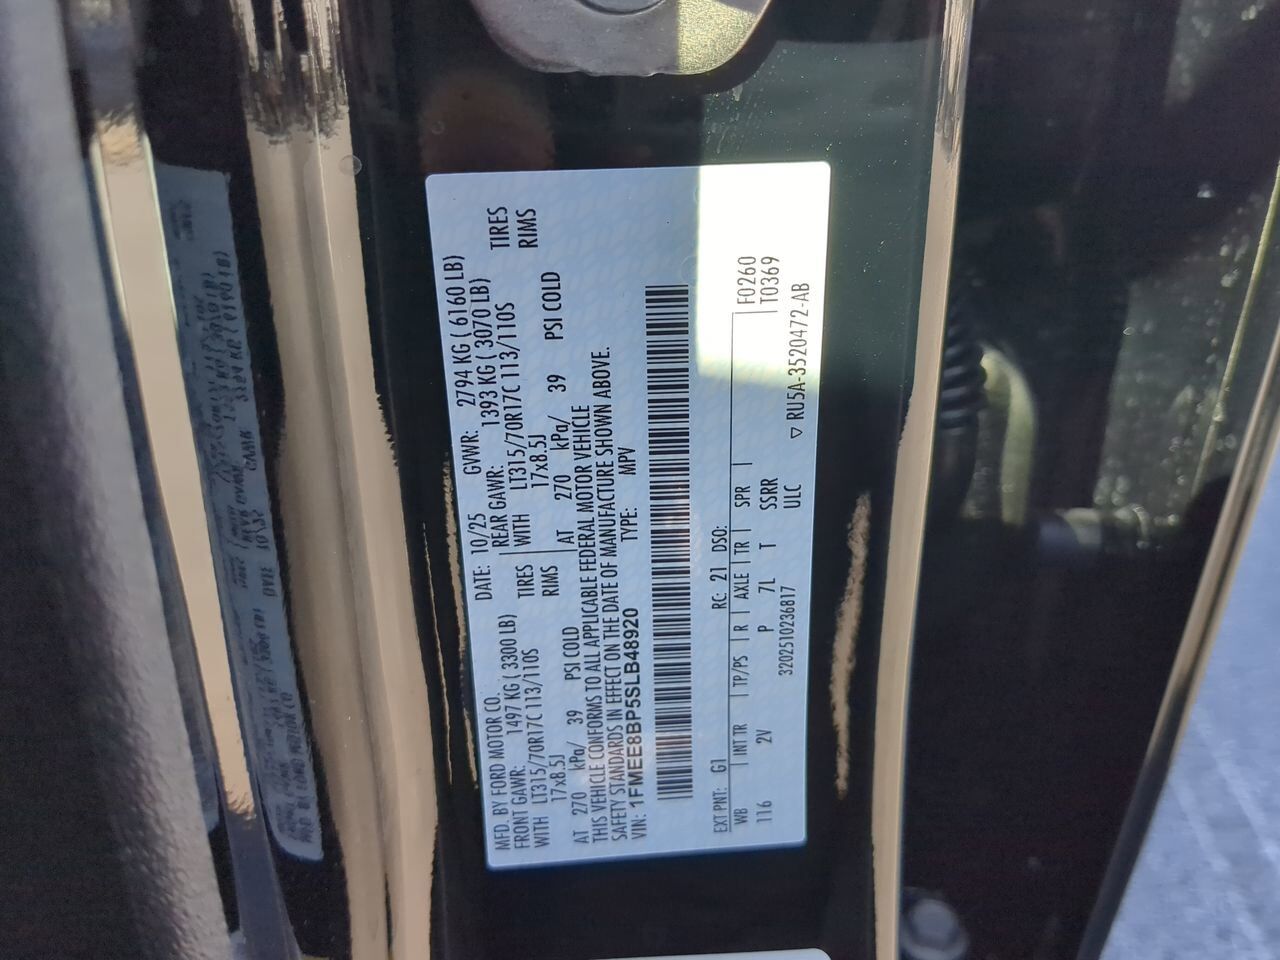 MFD. BY FORD MOTOR CO.
DATE: 10/25 GVWR: 2794 KG ( 6160 LB)
FRONT GAWR: 1497 KG ( 3300 LB) REAR GAWR: 1393 KG ( 3070 LB)
WITH LT315/70R17C 113/110S TIRES WITH LT315/70R17C 113/110S TIRES
17x8.5J RIMS 17x8.5J RIMS
AT 270 kPa/ 39 PSI COLD AT 270 kPa/ 39 PSI COLD
THIS VEHICLE CONFORMS TO ALL APPLICABLE FEDERAL MOTOR VEHICLE
SAFETY STANDARDS IN EFFECT ON THE DATE OF MANUFACTURE SHOWN ABOVE.
VIN: 1FMEE8BP5SLB48920 TYPE: MPV
EXT PNT: G1 RC: 21 DSO: F0260
WB INT TR TP/PS R AXLE TR SPR T0369
116 2V P 7L T SSRR
3202510236817 ULC ▽ RU5A-3520472-AB